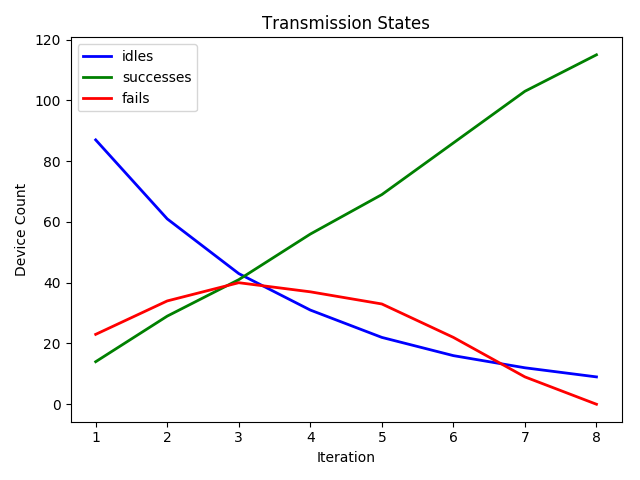 Transmission States
120
100
80
60
40
20
0
Device Count
idles
successes
fails
1 2 3 4 5 6 7 8
Iteration